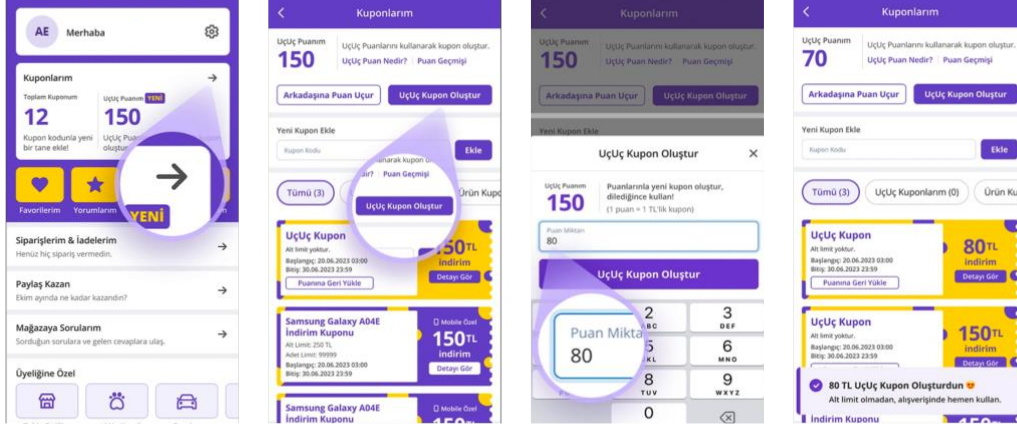 AE
Merhaba
Kuponlarım
Toplam Kuponum
12
Kupon kodunla yeni
bir tane ekle!
UçUç Puanım YENİ
150
UçUç Puan
oluştur
YENİ
Favorilerim
Yorumlarım
Siparişlerim & İadelerim
Henüz hiç sipariş vermedin.
Paylaş Kazan
Ekim ayında ne kadar kazandın?
Mağazaya Sorularım
Sorduğun sorulara ve gelen cevaplara ulaş.
Üyeliğine Özel
Kuponlarım
UçUç Puanım
150
UçUç Puanlarını kullanarak kupon oluştur.
UçUç Puan Nedir? Puan Geçmişi
Arkadaşına Puan Uçur
UçUç Kupon Oluştur
Yeni Kupon Ekle
Kupon Kodu
Ekle
Puan Geçmişi
UçUç Kupon Oluştur
Tümü (3)
Ürün Kupo
UçUç Kupon
Alt limit yoktur.
Başlangıç: 20.06.2023 03:00
Bitiş: 30.06.2023 23:59
Puanına Geri Yükle
50TL
indirim
Detayı Gör
Samsung Galaxy A04E
İndirim Kuponu
Alt Limit: 250 TL
Adet Limit: 99999
Başlangıç: 20.06.2023 03:00
Bitiş: 30.06.2023 23:59
Mobile Özel
150TL
indirim
Detayı Gör
Samsung Galaxy A04E
İndirim Kuponu
Mobile Özel
Kuponlarım
UçUç Puanım
150
UçUç Puanlarını kullanarak kupon oluştur.
UçUç Puan Nedir? Puan Geçmişi
Arkadaşına Puan Uçur
UçUç Kupon Oluştur
Yeni Kupon Ekle
UçUç Kupon Oluştur
UçUç Puanım
150
Puanlarınla yeni kupon oluştur,
dilediğince kullan!
(1 puan = 1 TL'lik kupon)
Puan Miktarı
80
UçUç Kupon Oluştur
Puan Mikta
80
2
ABC
3
DEF
5
KL
6
MNO
8
TUV
9
WXYZ
0
Kuponlarım
UçUç Puanım
70
UçUç Puanlarını kullanarak kupon oluştur.
UçUç Puan Nedir? Puan Geçmişi
Arkadaşına Puan Uçur
UçUç Kupon Oluştur
Yeni Kupon Ekle
Kupon Kodu
Ekle
Tümü (3)
UçUç Kuponlarım (0)
Ürün Ku
UçUç Kupon
Alt limit yoktur.
Başlangıç: 20.06.2023 03:00
Bitiş: 30.06.2023 23:59
Puanına Geri Yükle
80TL
indirim
Detayı Gör
UçUç Kupon
Alt limit yoktur.
Başlangıç: 20.06.2023 03:00
Bitiş: 30.06.2023 23:59
150TL
indirim
Detayı Gör
80 TL UçUç Kupon Oluşturdun 😍
Alt limit olmadan, alışverişinde hemen kullan.
İndirim Kuponu